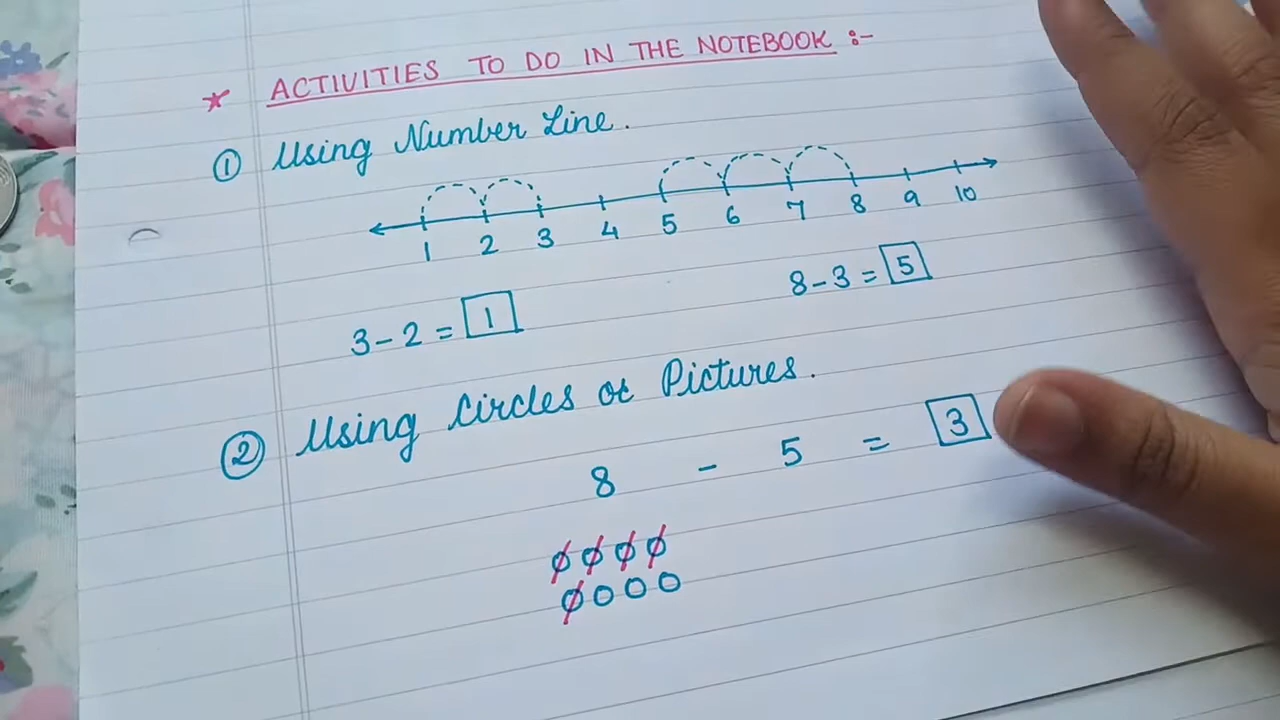 * ACTIVITIES TO DO IN THE NOTEBOOK :-
① Using Number Line.
1 2 3 4 5 6 7 8 9 10
3 - 2 = 1
8 - 3 = 5
② Using Circles or Pictures.
8 - 5 = 3